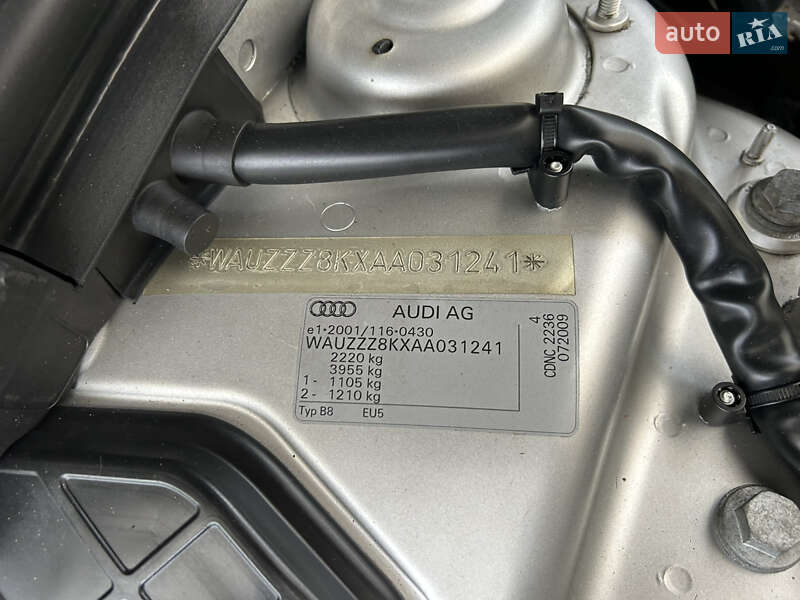 auto RIA .com
*WAUZZZ8KXAA031241*
AUDI AG
e1*2001/116*0430
WAUZZZ8KXAA031241
2220 kg
3955 kg
1- 1105 kg
2- 1210 kg
Typ B8 EU5
4
CDNC 2236
072009